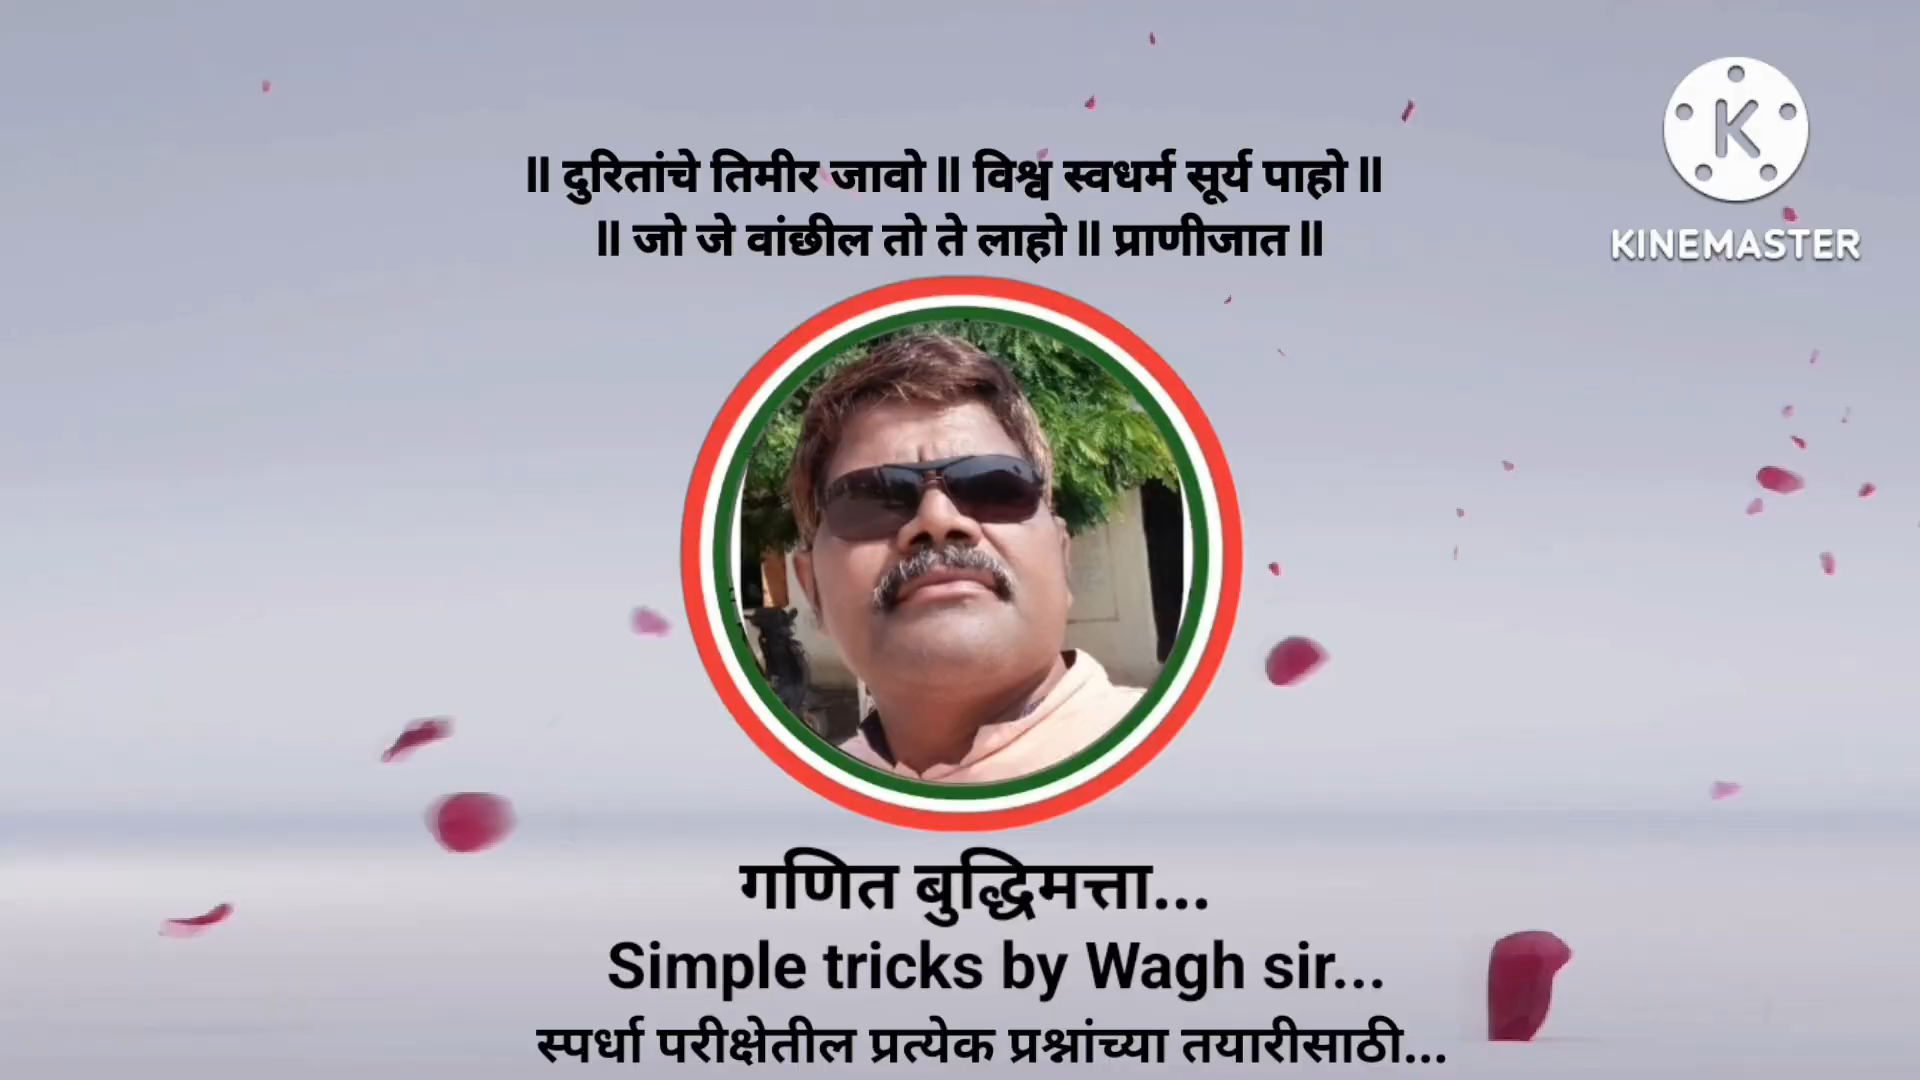 ॥ दुरितांचे तिमीर जावो ॥ विश्व स्वधर्म सूर्य पाहो ॥
॥ जो जे वांछील तो ते लाहो ॥ प्राणीजात ॥
K
KINEMASTER
गणित बुद्धिमत्ता...
Simple tricks by Wagh sir...
स्पर्धा परीक्षेतील प्रत्येक प्रश्नांच्या तयारीसाठी...